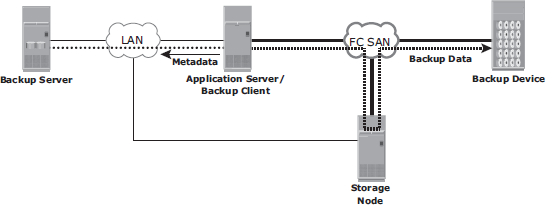 LAN
FC SAN
Metadata
Backup Data
Backup Server
Application Server/
Backup Client
Backup Device
Storage
Node